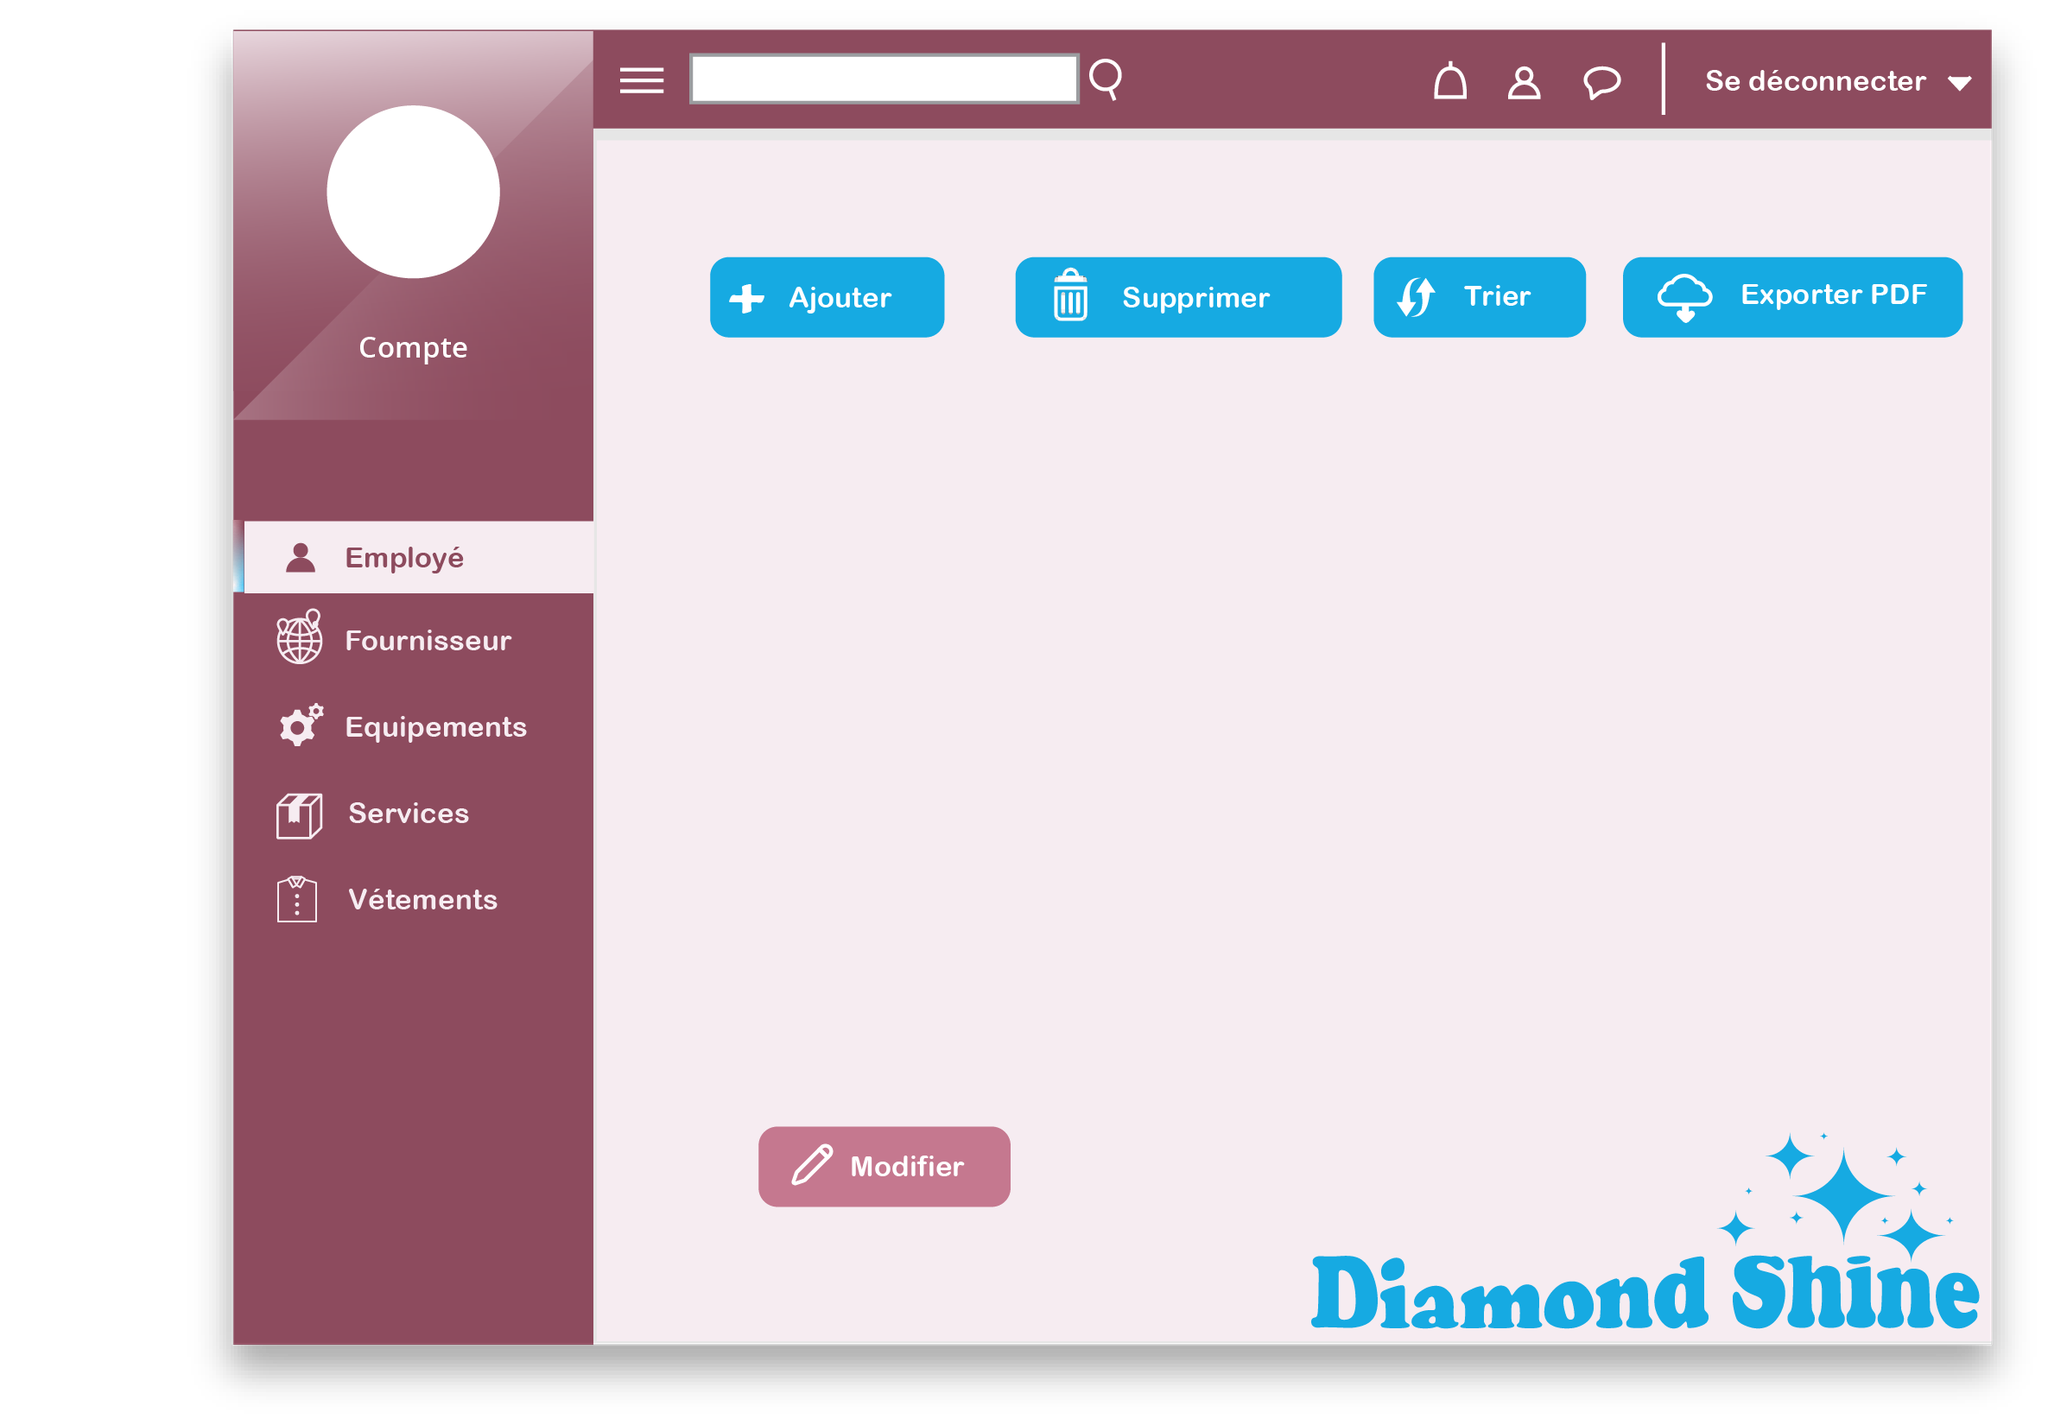 Se déconnecter
Compte
Ajouter
Supprimer
Trier
Exporter PDF
Employé
Fournisseur
Equipements
Services
Vétements
Modifier
Diamond Shine